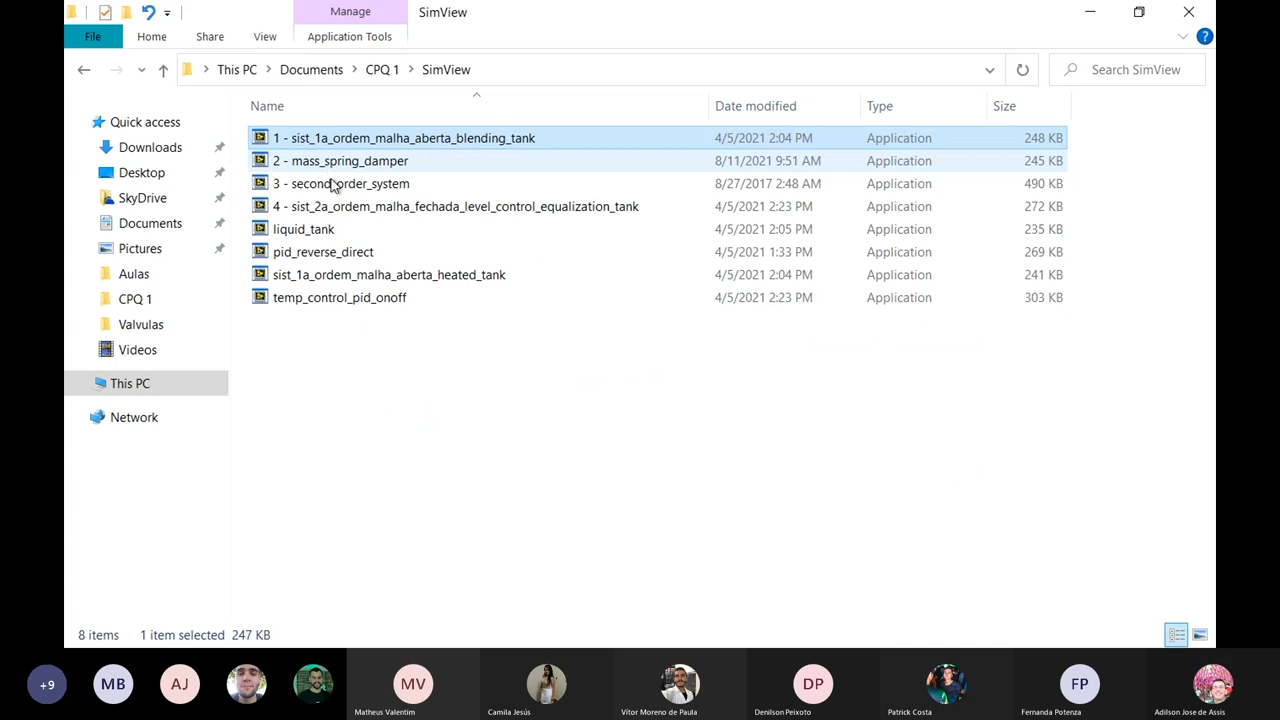 Manage
SimView
File
Home
Share
View
Application Tools
This PC
Documents
CPQ 1
SimView
Search SimView
Name
Date modified
Type
Size
Quick access
Downloads
Desktop
SkyDrive
Documents
Pictures
Aulas
CPQ 1
Valvulas
Videos
This PC
Network
1 - sist_1a_ordem_malha_aberta_blending_tank 4/5/2021 2:04 PM Application 248 KB
2 - mass_spring_damper 8/11/2021 9:51 AM Application 245 KB
3 - second_order_system 8/27/2017 2:48 AM Application 490 KB
4 - sist_2a_ordem_malha_fechada_level_control_equalization_tank 4/5/2021 2:23 PM Application 272 KB
liquid_tank 4/5/2021 2:05 PM Application 235 KB
pid_reverse_direct 4/5/2021 1:33 PM Application 269 KB
sist_1a_ordem_malha_aberta_heated_tank 4/5/2021 2:04 PM Application 241 KB
temp_control_pid_onoff 4/5/2021 2:23 PM Application 303 KB
8 items 1 item selected 247 KB
+9
MB
AJ
MV
DP
FP
Matheus Valentim
Camila Jesús
Vítor Moreno de Paula
Denilson Peixoto
Patrick Costa
Fernanda Potenza
Adilson Jose de Assis